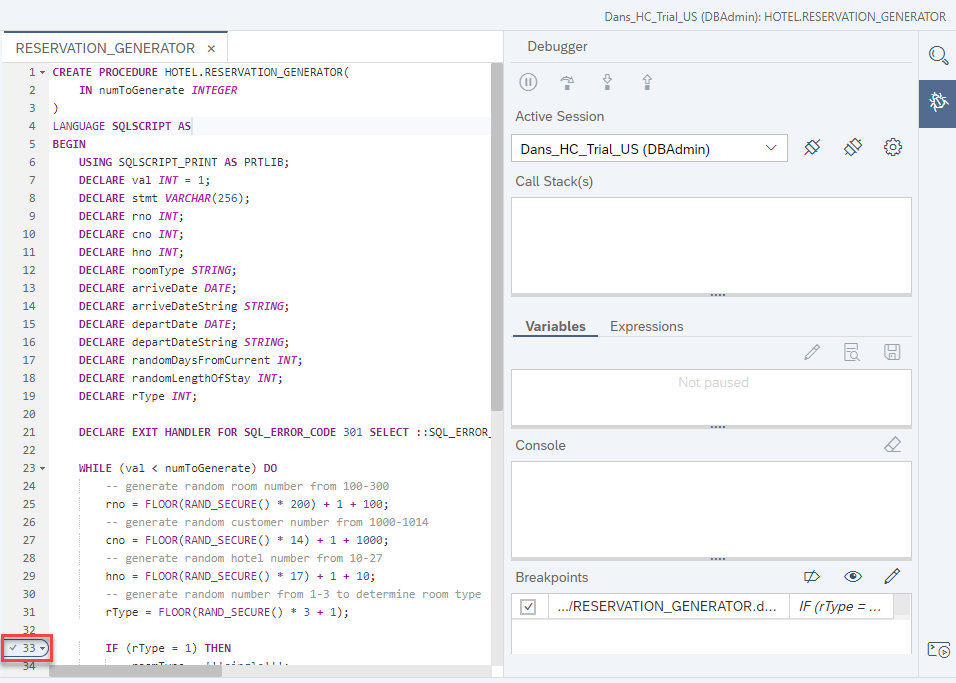 Dans_HC_Trial_US (DBAdmin): HOTEL.RESERVATION_GENERATOR
RESERVATION_GENERATOR ×
1 CREATE PROCEDURE HOTEL.RESERVATION_GENERATOR(
2 IN numToGenerate INTEGER
3 )
4 LANGUAGE SQLSCRIPT AS
5 BEGIN
6 USING SQLSCRIPT_PRINT AS PRTLIB;
7 DECLARE val INT = 1;
8 DECLARE stmt VARCHAR(256);
9 DECLARE rno INT;
10 DECLARE cno INT;
11 DECLARE hno INT;
12 DECLARE roomType STRING;
13 DECLARE arriveDate DATE;
14 DECLARE arriveDateString STRING;
15 DECLARE departDate DATE;
16 DECLARE departDateString STRING;
17 DECLARE randomDaysFromCurrent INT;
18 DECLARE randomLengthOfStay INT;
19 DECLARE rType INT;
20
21 DECLARE EXIT HANDLER FOR SQL_ERROR_CODE 301 SELECT ::SQL_ERROR_
22
23 WHILE (val < numToGenerate) DO
24 -- generate random room number from 100-300
25 rno = FLOOR(RAND_SECURE() * 200) + 1 + 100;
26 -- generate random customer number from 1000-1014
27 cno = FLOOR(RAND_SECURE() * 14) + 1 + 1000;
28 -- generate random hotel number from 10-27
29 hno = FLOOR(RAND_SECURE() * 17) + 1 + 10;
30 -- generate random number from 1-3 to determine room type
31 rType = FLOOR(RAND_SECURE() * 3 + 1);
32
33 IF (rType = 1) THEN
34 roomType = '''single''';
Debugger
Active Session
Dans_HC_Trial_US (DBAdmin)
Call Stack(s)
Variables Expressions
Not paused
Console
Breakpoints
.../RESERVATION_GENERATOR.d... IF (rType = ...